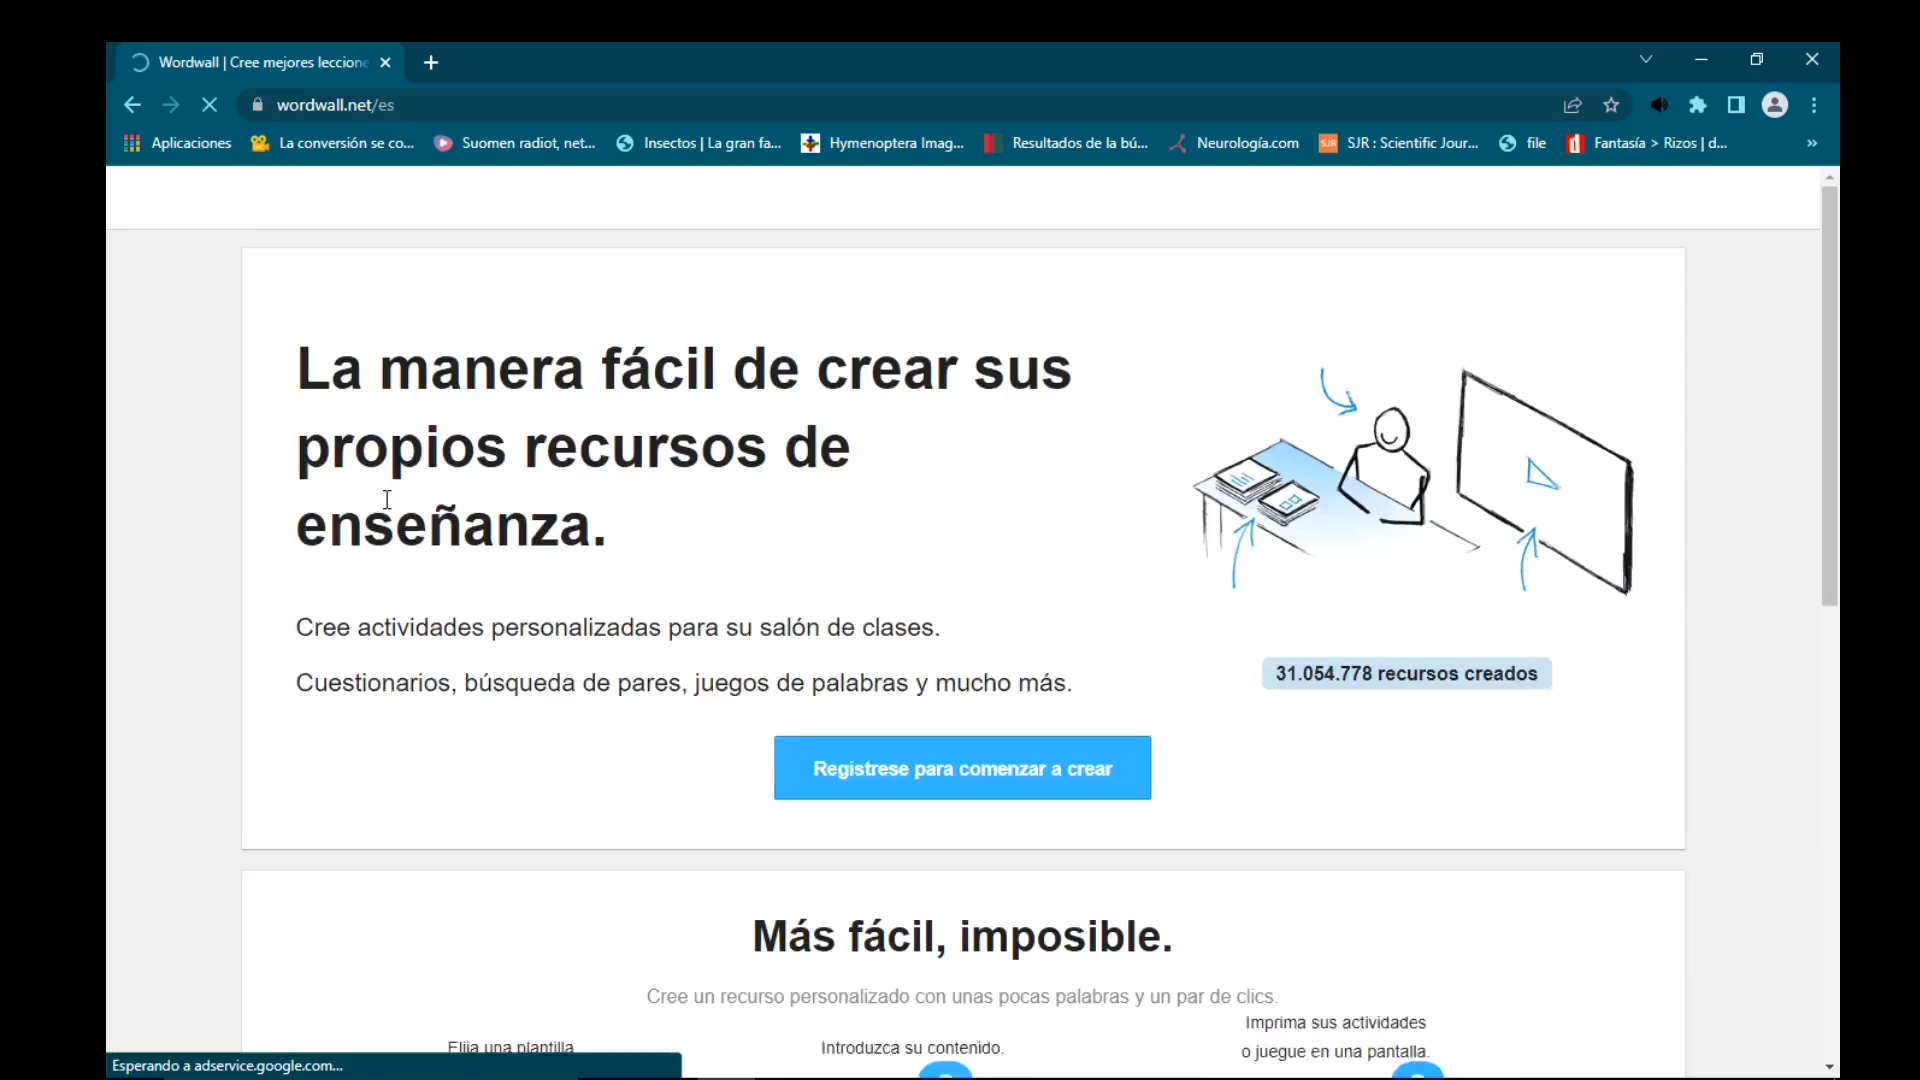 Wordwall | Cree mejores leccione
wordwall.net/es
Aplicaciones
La conversión se co...
Suomen radiot, net...
Insectos | La gran fa...
Hymenoptera Imag...
Resultados de la bú...
Neurología.com
SJR
SJR : Scientific Jour...
file
Fantasía > Rizos | d...
La manera fácil de crear sus
propios recursos de
enseñanza.
Cree actividades personalizadas para su salón de clases.
Cuestionarios, búsqueda de pares, juegos de palabras y mucho más.
31.054.778 recursos creados
Regístrese para comenzar a crear
Más fácil, imposible.
Cree un recurso personalizado con unas pocas palabras y un par de clics.
Elija una plantilla
Introduzca su contenido.
Imprima sus actividades
o juegue en una pantalla.
Esperando a adservice.google.com...